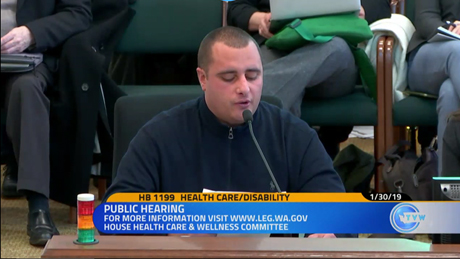 HB 1199 HEALTH CARE/DISABILITY
1/30/19
PUBLIC HEARING
FOR MORE INFORMATION VISIT WWW.LEG.WA.GOV
HOUSE HEALTH CARE & WELLNESS COMMITTEE
TVW